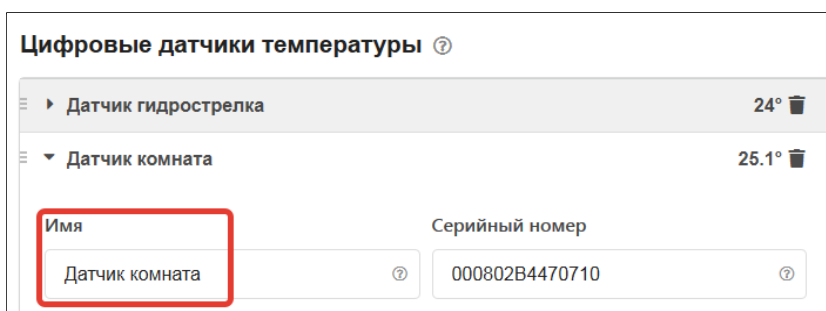 Цифровые датчики температуры ?
Датчик гидрострелка 24°
Датчик комната 25.1°
Имя Серийный номер
Датчик комната ? 000802B4470710 ?